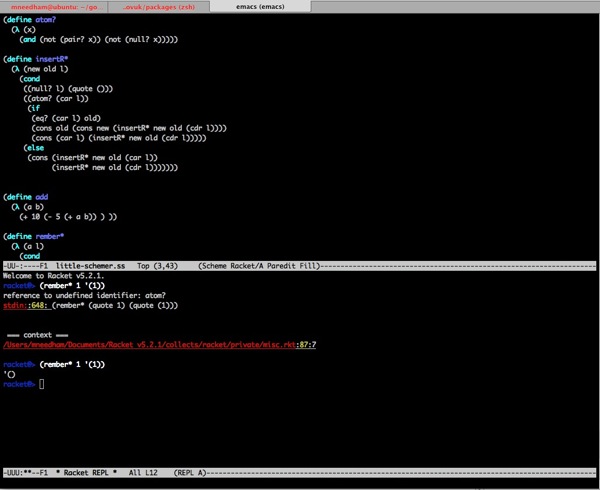 mneedham@ubuntu: ~/go... ..ovuk/packages (zsh) emacs (emacs)
(define atom?
(λ (x)
(and (not (pair? x)) (not (null? x)))))
(define insertR*
(λ (new old l)
(cond
((null? l) (quote ()))
((atom? (car l))
(if
(eq? (car l) old)
(cons old (cons new (insertR* new old (cdr l))))
(cons (car l) (insertR* new old (cdr l)))))
(else
(cons (insertR* new old (car l))
(insertR* new old (cdr l)))))))
(define add
(λ (a b)
(+ 10 (- 5 (+ a b)) ) ))
(define rember*
(λ (a l)
(cond
-UU-:----F1 little-schemer.ss Top (3,43) (Scheme Racket/A Paredit Fill)
Welcome to Racket v5.2.1.
racket@> (rember* 1 '(1))
reference to undefined identifier: atom?
stdin::648: (rember* (quote 1) (quote (1)))
=== context ===
/Users/mneedham/Documents/Racket v5.2.1/collects/racket/private/misc.rkt:87:7
racket@> (rember* 1 '(1))
'()
racket@>
-UUU:**--F1 * Racket REPL * All L12 (REPL A)